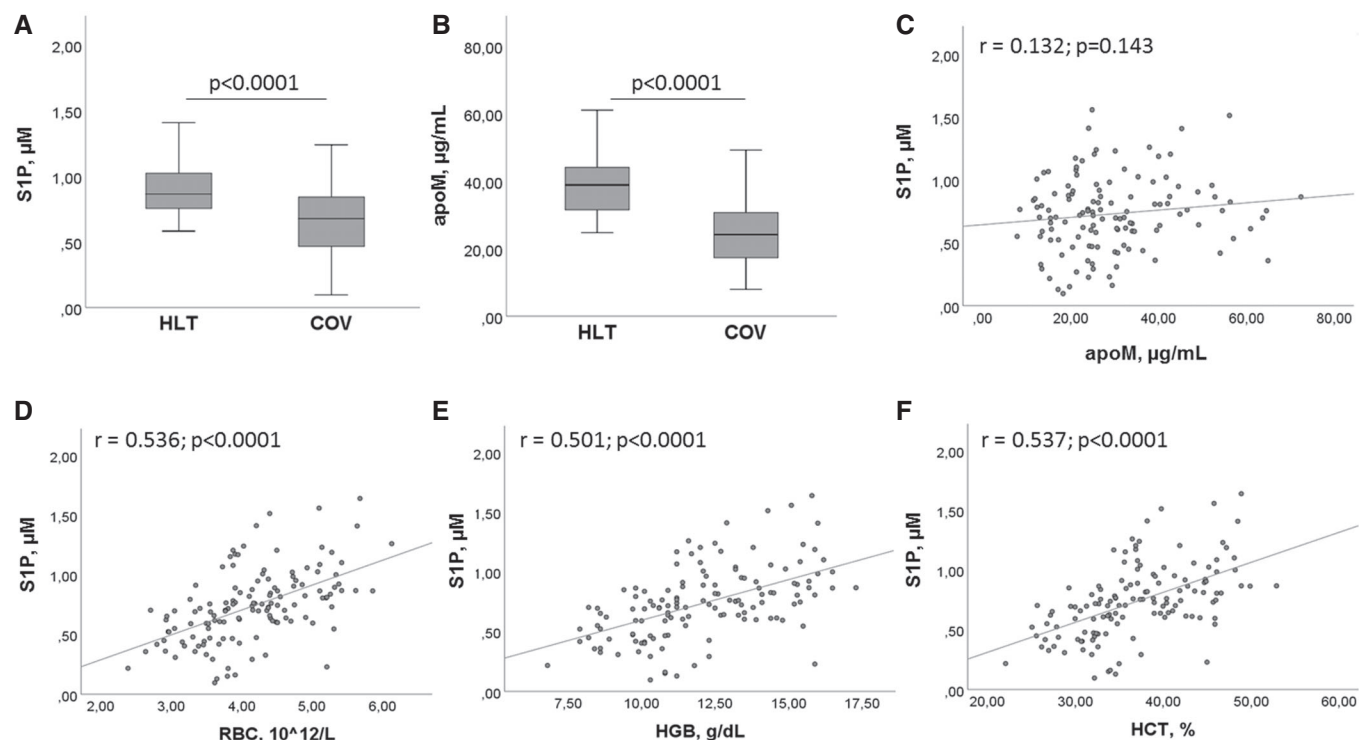 A
2,00
1,50
1,00
,50
,00
S1P, µM
p<0.0001
HLT
COV
B
80,00
60,00
40,00
20,00
,00
apoM, µg/mL
p<0.0001
HLT
COV
C
r = 0.132; p=0.143
2,00
1,50
1,00
,50
,00
S1P, µM
,00 20,00 40,00 60,00 80,00
apoM, µg/mL
D
r = 0.536; p<0.0001
2,00
1,50
1,00
,50
,00
S1P, µM
2,00 3,00 4,00 5,00 6,00
RBC, 10^12/L
E
r = 0.501; p<0.0001
2,00
1,50
1,00
,50
,00
S1P, µM
7,50 10,00 12,50 15,00 17,50
HGB, g/dL
F
r = 0.537; p<0.0001
2,00
1,50
1,00
,50
,00
S1P, µM
20,00 30,00 40,00 50,00 60,00
HCT, %